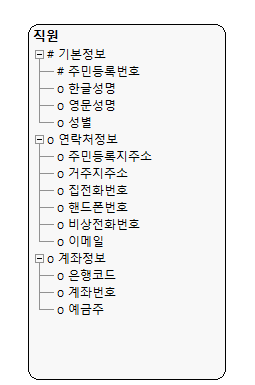 직원
# 기본정보
# 주민등록번호
o 한글성명
o 영문성명
o 성별
o 연락처정보
o 주민등록지주소
o 거주지주소
o 집전화번호
o 핸드폰번호
o 비상전화번호
o 이메일
o 계좌정보
o 은행코드
o 계좌번호
o 예금주